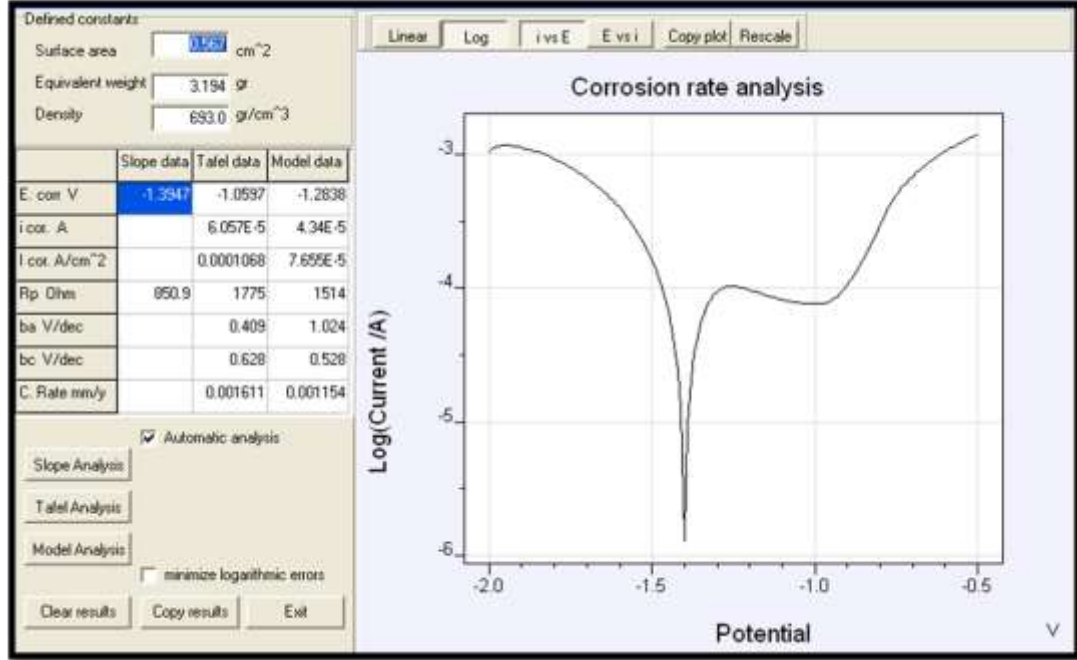 Defined constants
Surface area 0.567 cm^2
Equivalent weight 3.194 gr
Density 693.0 gr/cm^3
Slope data Tafel data Model data
E. corr V -1.3947 -1.0597 -1.2838
i cor. A 6.057E-5 4.34E-5
I cor. A/cm^2 0.0001068 7.655E-5
Rp Ohm 850.9 1775 1514
ba V/dec 0.409 1.024
bc V/dec 0.628 0.528
C. Rate mm/y 0.001611 0.001154
Automatic analysis
Slope Analysis
Tafel Analysis
Model Analysis
minimize logarithmic errors
Clear results Copy results Exit
Linear Log i vs E E vs i Copy plot Rescale
Corrosion rate analysis
Log(Current /A)
-3
-4
-5
-6
-2.0 -1.5 -1.0 -0.5
Potential V